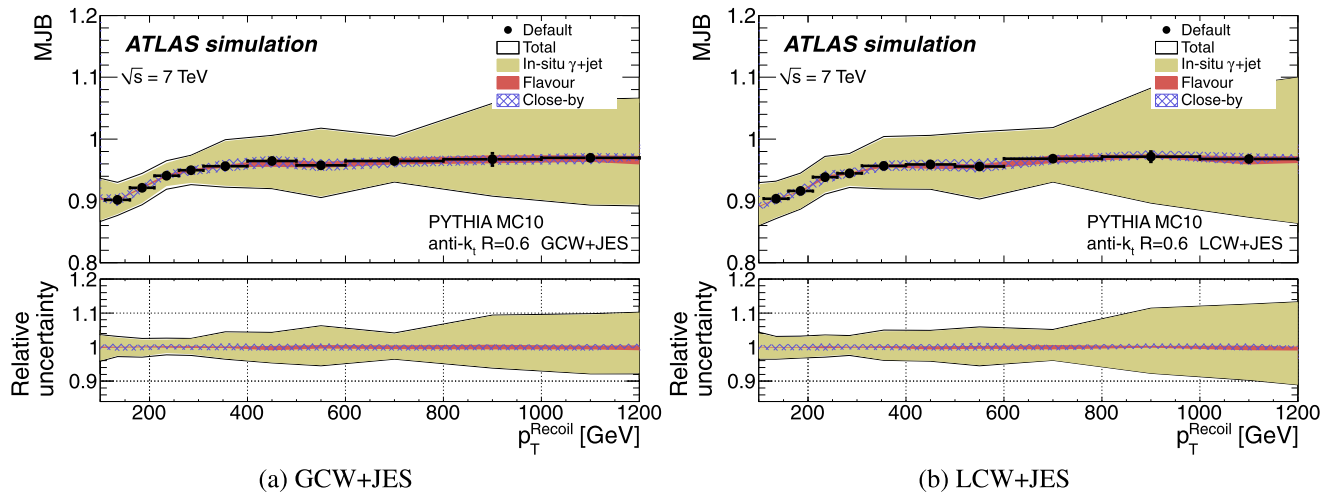 MJB
1.2
1.1
1
0.9
0.8
ATLAS simulation
√s = 7 TeV
Default
Total
In-situ γ+jet
Flavour
Close-by
PYTHIA MC10
anti-kt R=0.6 GCW+JES
Relative
uncertainty
1.2
1.1
1
0.9
200 400 600 800 1000 1200
pTRecoil [GeV]
(a) GCW+JES
MJB
1.2
1.1
1
0.9
0.8
ATLAS simulation
√s = 7 TeV
Default
Total
In-situ γ+jet
Flavour
Close-by
PYTHIA MC10
anti-kt R=0.6 LCW+JES
Relative
uncertainty
1.2
1.1
1
0.9
200 400 600 800 1000 1200
pTRecoil [GeV]
(b) LCW+JES